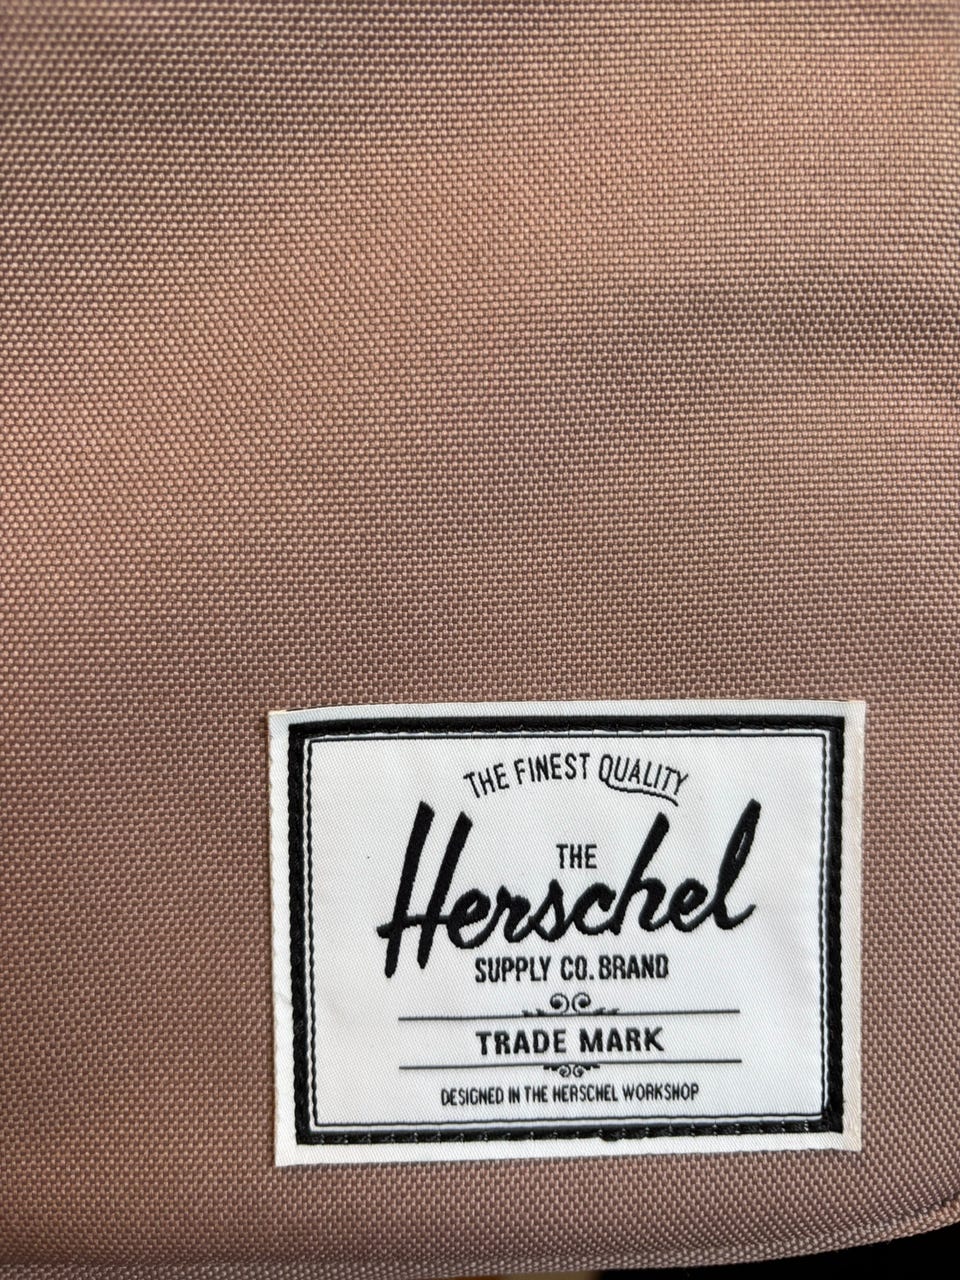 THE FINEST QUALITY
THE
Herschel
SUPPLY CO. BRAND
TRADE MARK
DESIGNED IN THE HERSCHEL WORKSHOP